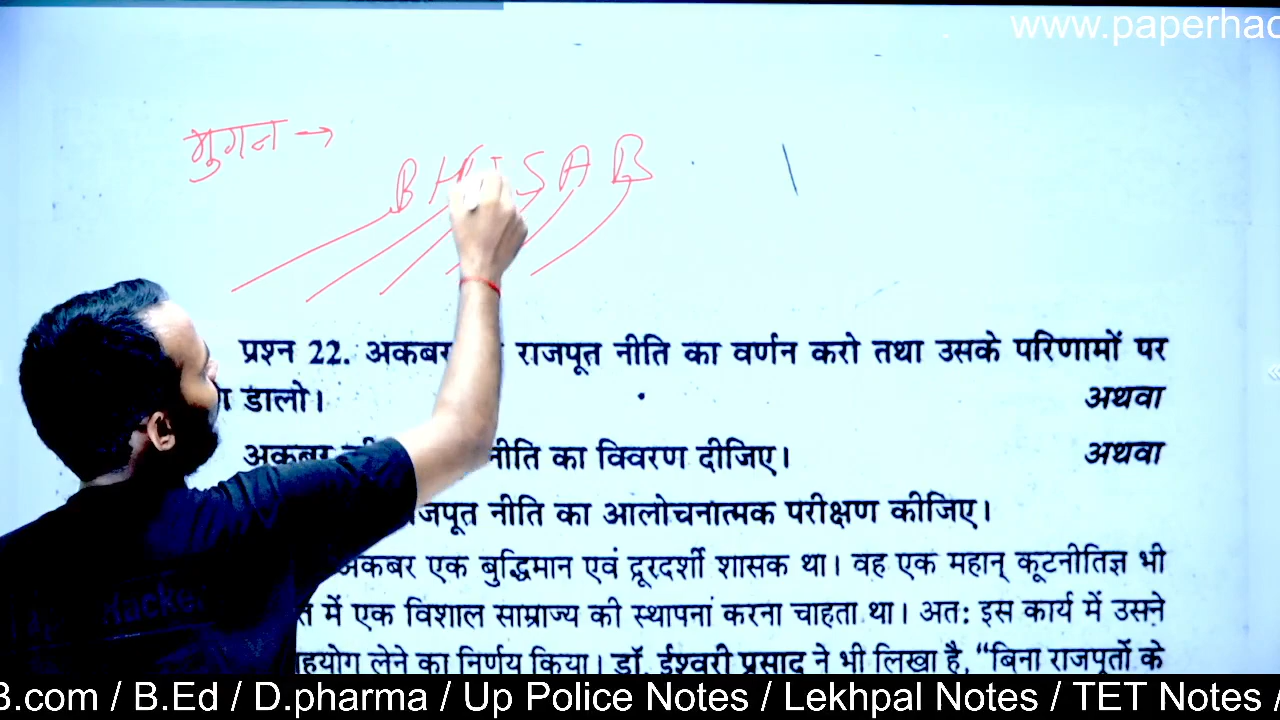 www.paperhac
मुगल →
B H A J S A B
प्रश्न 22. अकबर राजपूत नीति का वर्णन करो तथा उसके परिणामों पर
डालो। अथवा
अकबर नीति का विवरण दीजिए। अथवा
राजपूत नीति का आलोचनात्मक परीक्षण कीजिए।
अकबर एक बुद्धिमान एवं दूरदर्शी शासक था। वह एक महान् कूटनीतिज्ञ भी
में एक विशाल साम्राज्य की स्थापना करना चाहता था। अत: इस कार्य में उसने
सहयोग लेने का निर्णय किया। डॉ. ईश्वरी प्रसाद ने भी लिखा है, “बिना राजपूतों के
B.com / B.Ed / D.pharma / Up Police Notes / Lekhpal Notes / TET Notes /